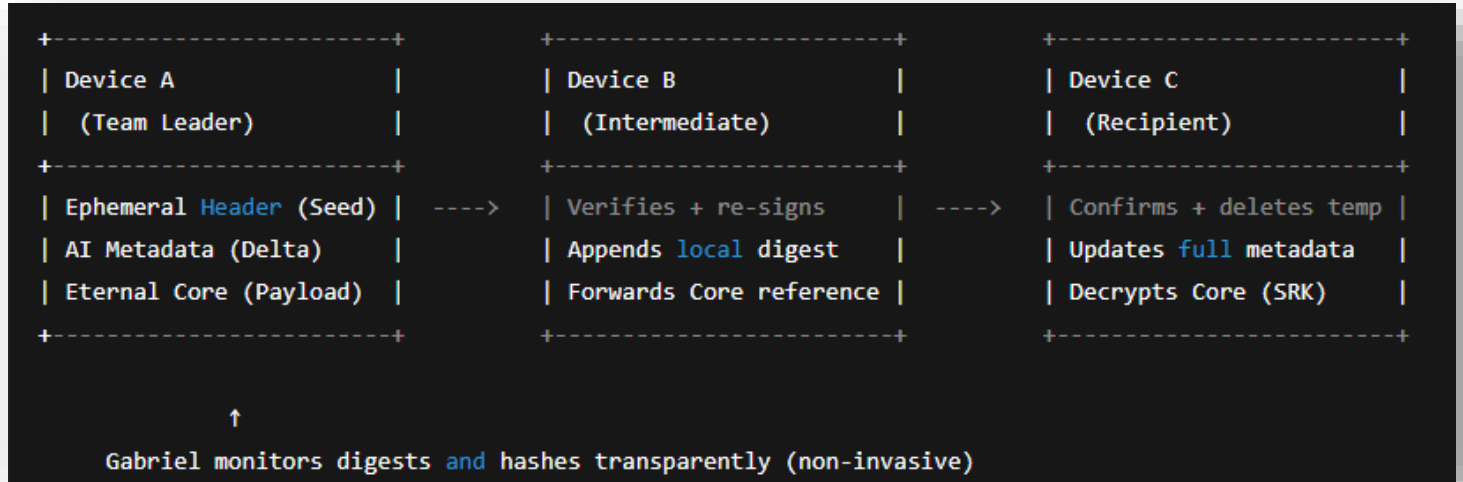 +-------------------------+ +-------------------------+ +-------------------------+
| Device A | | Device B | | Device C |
| (Team Leader) | | (Intermediate) | | (Recipient) |
+-------------------------+ +-------------------------+ +-------------------------+
| Ephemeral Header (Seed) | ----> | Verifies + re-signs | ----> | Confirms + deletes temp |
| AI Metadata (Delta) | | Appends local digest | | Updates full metadata |
| Eternal Core (Payload) | | Forwards Core reference | | Decrypts Core (SRK) |
+-------------------------+ +-------------------------+ +-------------------------+
↑
Gabriel monitors digests and hashes transparently (non-invasive)